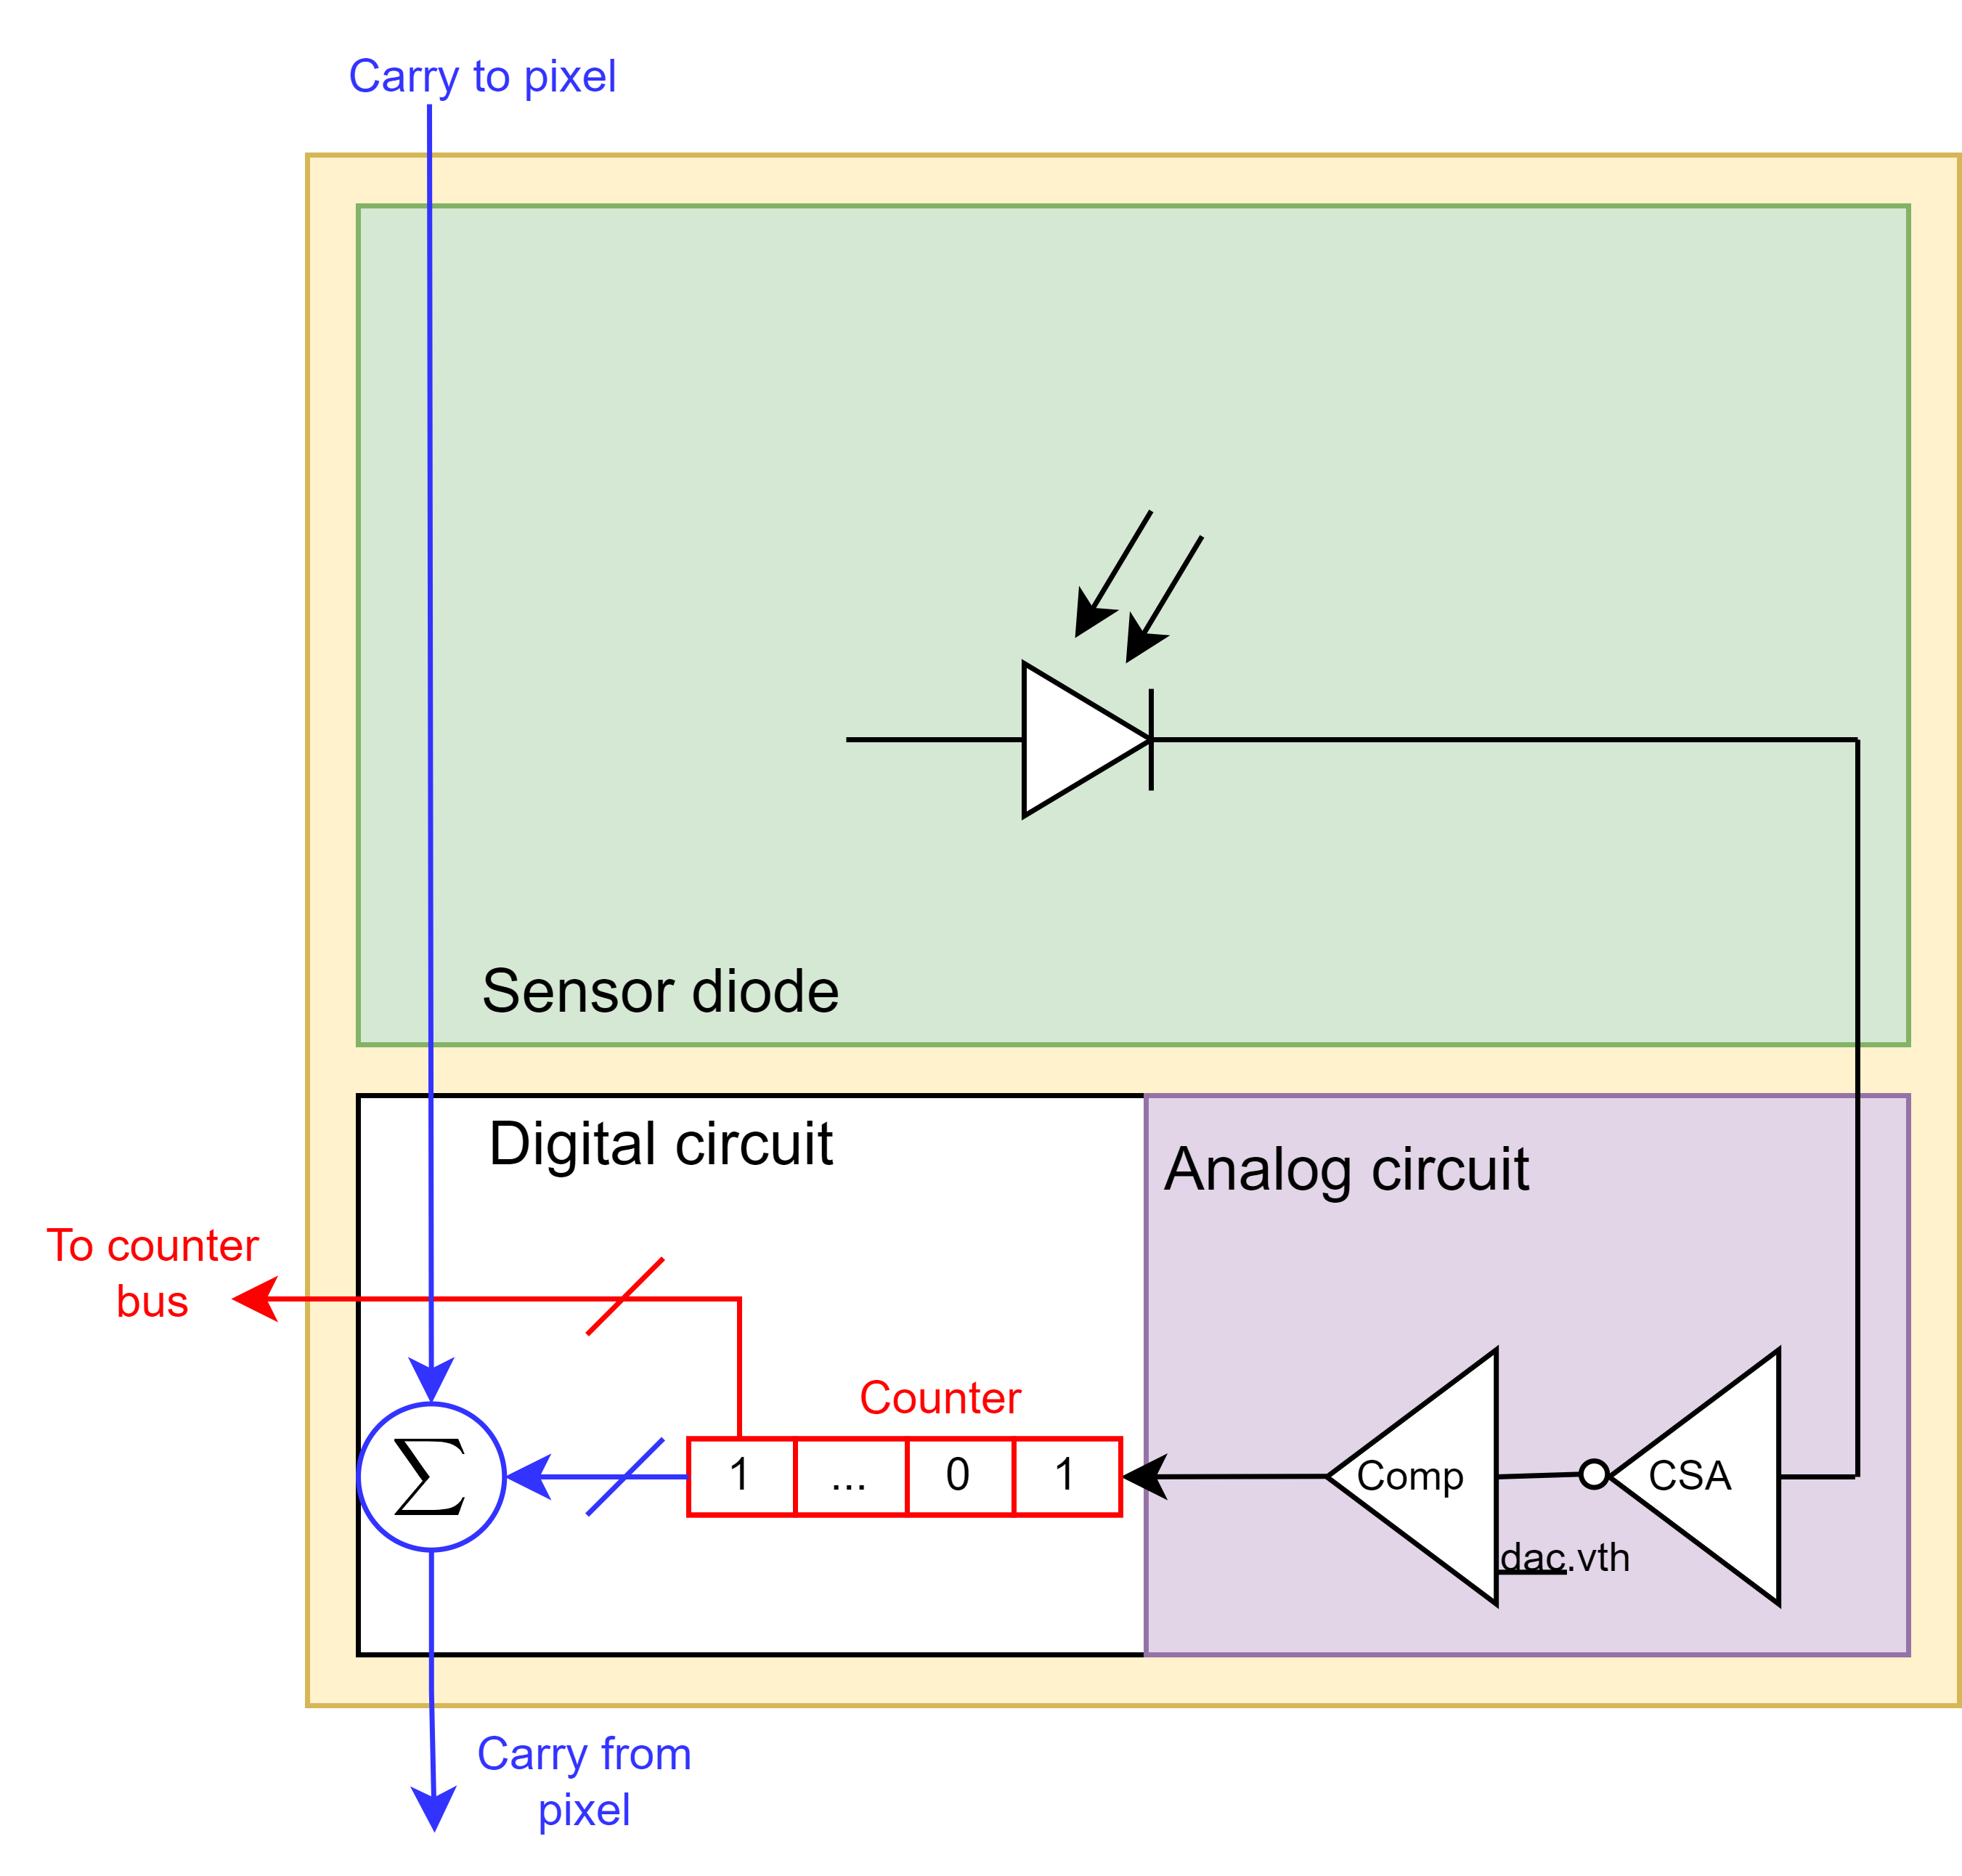 Carry to pixel
Sensor diode
Digital circuit
Analog circuit
To counter
bus
Counter
1 ... 0 1
Comp
CSA
dac.vth
∑
Carry from
pixel